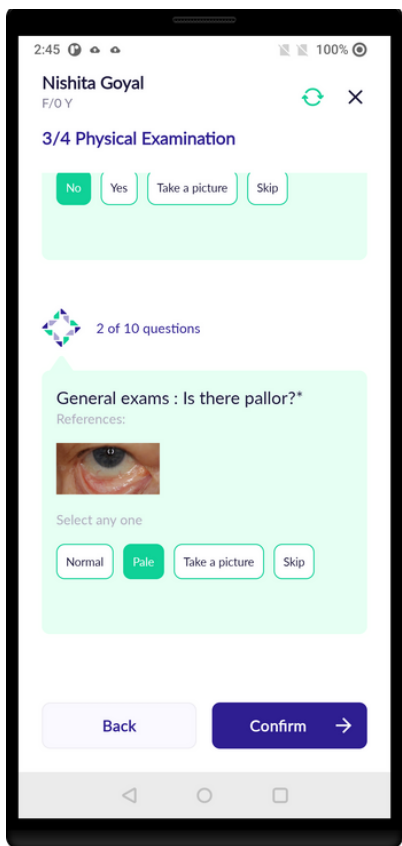 2:45 100%
Nishita Goyal
F/0 Y
3/4 Physical Examination
No Yes Take a picture Skip
2 of 10 questions
General exams : Is there pallor?*
References:
Select any one
Normal Pale Take a picture Skip
Back Confirm